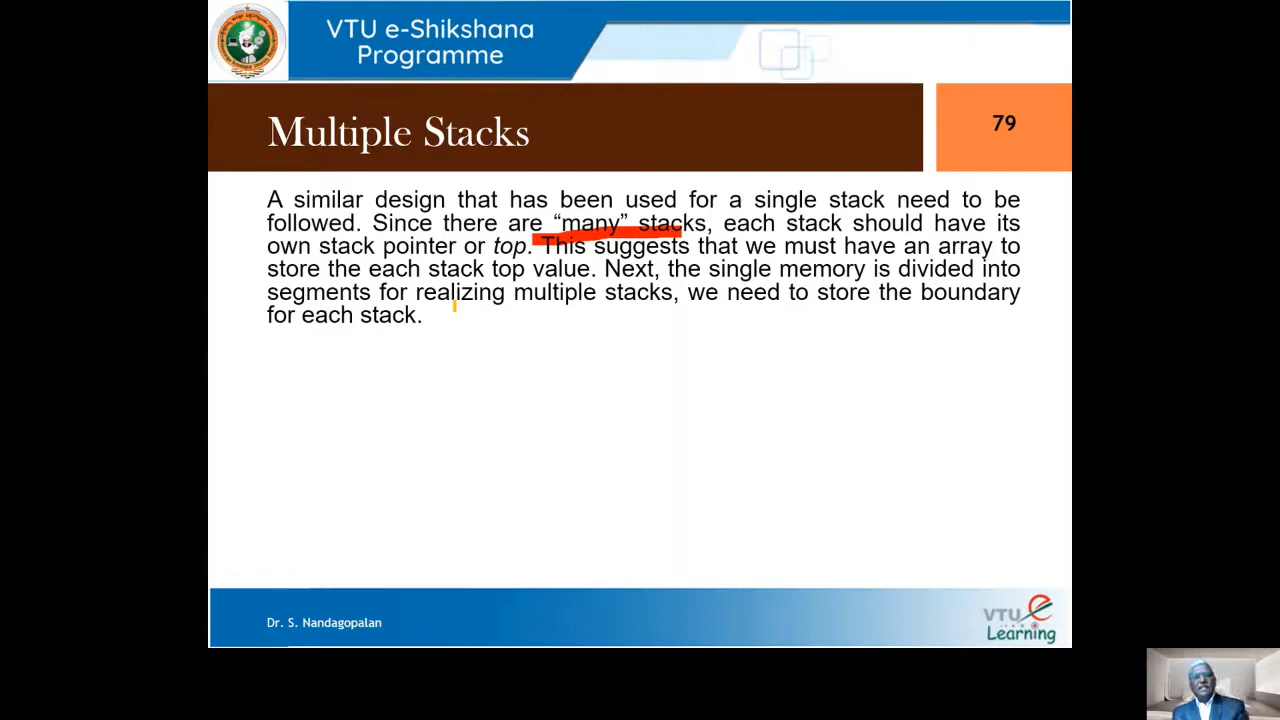 VTU e-Shikshana
Programme
Multiple Stacks
79
A similar design that has been used for a single stack need to be
followed. Since there are “many” stacks, each stack should have its
own stack pointer or top. This suggests that we must have an array to
store the each stack top value. Next, the single memory is divided into
segments for realizing multiple stacks, we need to store the boundary
for each stack.
Dr. S. Nandagopalan
VTU e
Learning